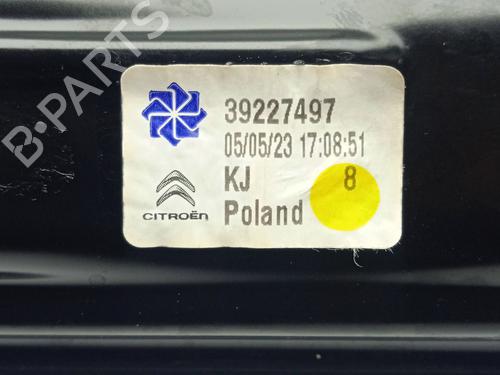 B-PARTS
39227497
05/05/23 17:08:51
KJ 8
CITROËN
Poland